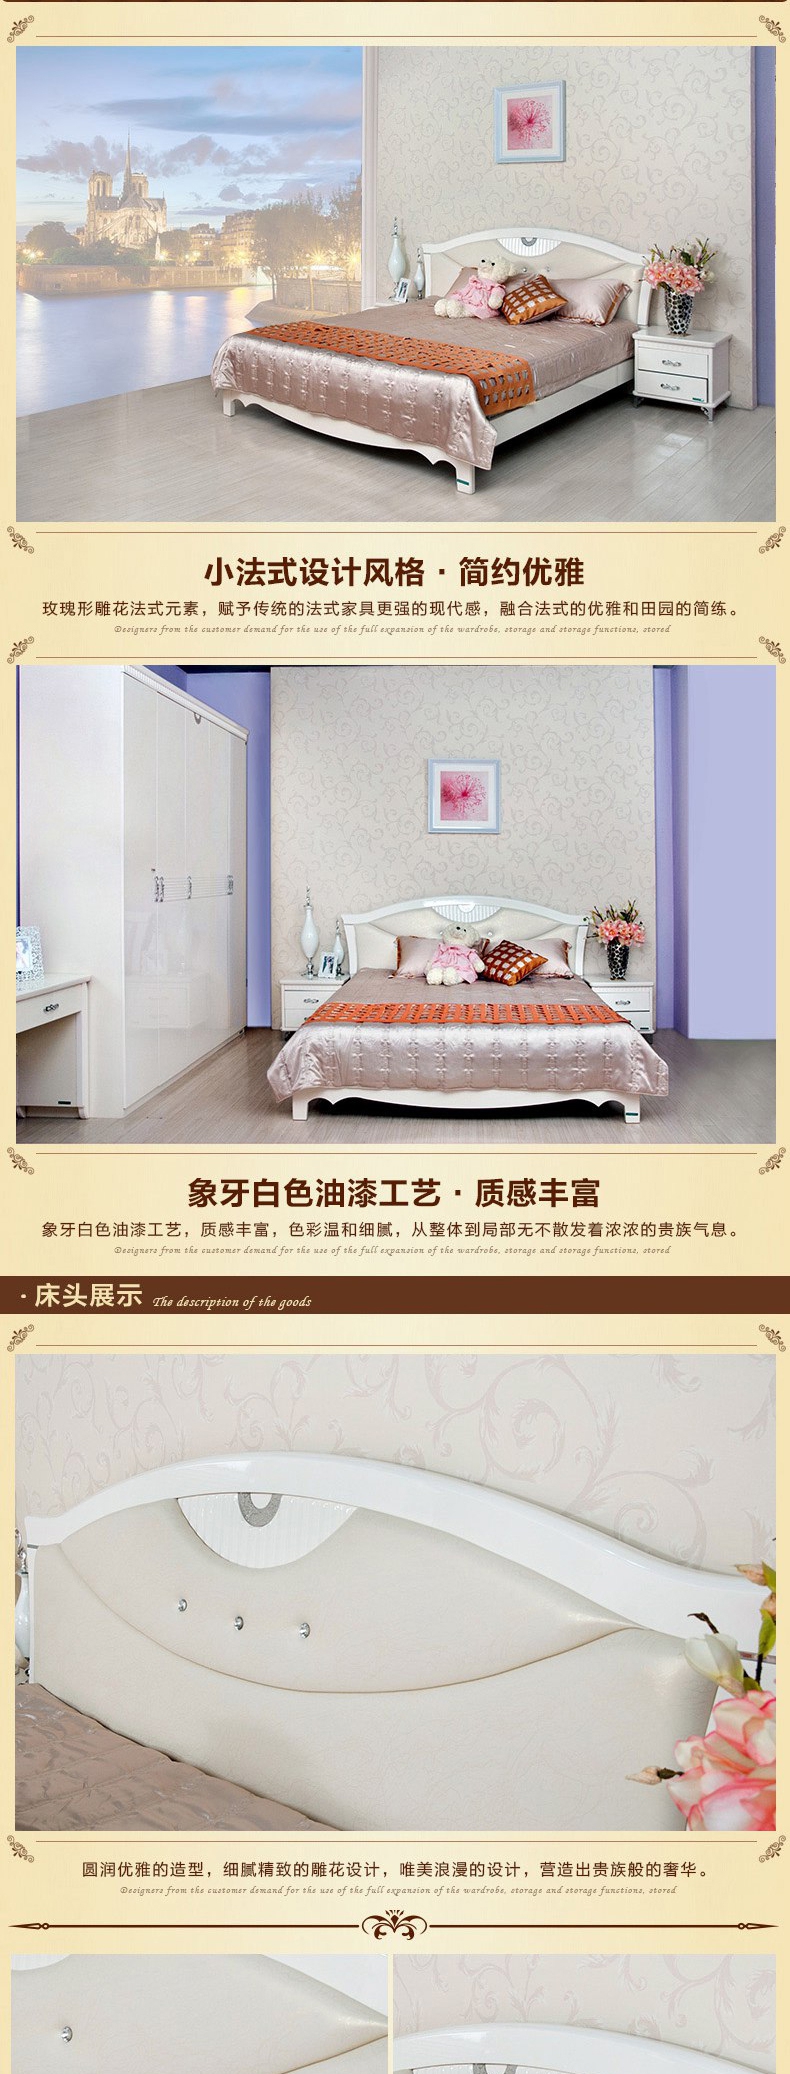 小法式设计风格·简约优雅
玫瑰形雕花法式元素，赋予传统的法式家具更强的现代感，融合法式的优雅和田园的简练。
Designers from the customer demand for the use of the full expansion of the wardrobe, storage and storage functions, stored
象牙白色油漆工艺·质感丰富
象牙白色油漆工艺，质感丰富，色彩温和细腻，从整体到局部无不散发着浓浓的贵族气息。
Designers from the customer demand for the use of the full expansion of the wardrobe, storage and storage functions, stored
·床头展示 The description of the goods
圆润优雅的造型，细腻精致的雕花设计，唯美浪漫的设计，营造出贵族般的奢华。
Designers from the customer demand for the use of the full expansion of the wardrobe, storage and storage functions, stored